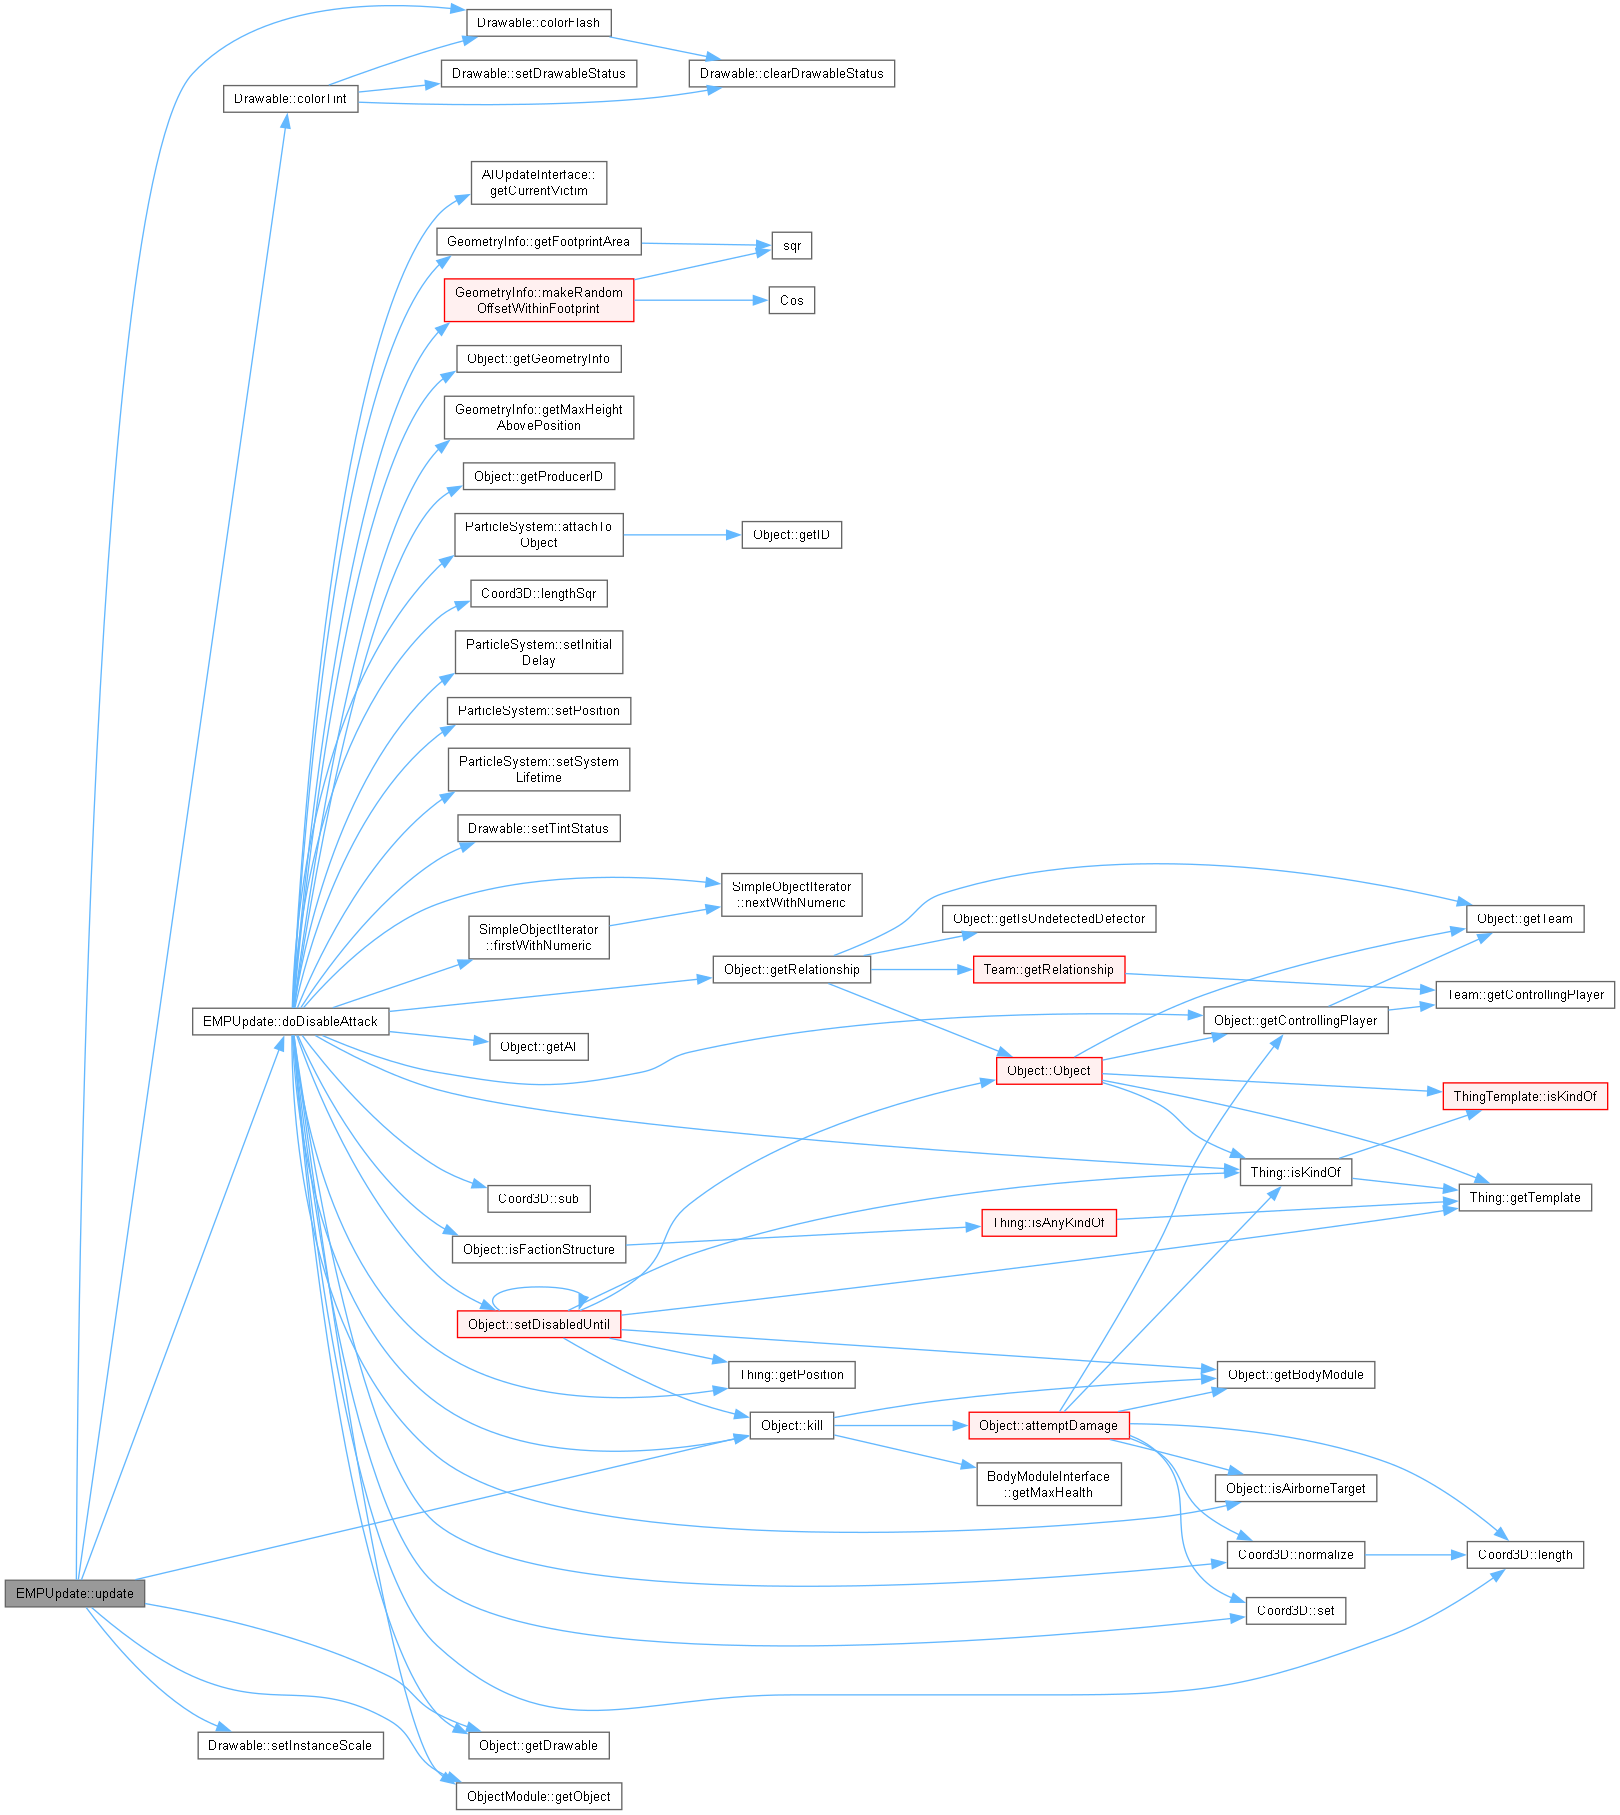 Drawable::colorFlash
Drawable::setDrawableStatus
Drawable::clearDrawableStatus
Drawable::colorTint
AIUpdateInterface::
getCurrentVictim
GeometryInfo::getFootprintArea
sqr
GeometryInfo::makeRandom
OffsetWithinFootprint
Cos
Object::getGeometryInfo
GeometryInfo::getMaxHeight
AbovePosition
Object::getProducerID
ParticleSystem::attachTo
Object
Object::getID
Coord3D::lengthSqr
ParticleSystem::setInitial
Delay
ParticleSystem::setPosition
ParticleSystem::setSystem
Lifetime
Drawable::setTintStatus
SimpleObjectIterator
::nextWithNumeric
SimpleObjectIterator
::firstWithNumeric
Object::getIsUndetectedDefector
Object::getTeam
Object::getRelationship
Team::getRelationship
Team::getControllingPlayer
EMPUpdate::doDisableAttack
Object::getControllingPlayer
Object::getAI
Object::Object
ThingTemplate::isKindOf
Thing::isKindOf
Coord3D::sub
Thing::getTemplate
Thing::isAnyKindOf
Object::isFactionStructure
Object::setDisabledUntil
Thing::getPosition
Object::getBodyModule
Object::kill
Object::attemptDamage
BodyModuleInterface
::getMaxHealth
Object::isAirborneTarget
Coord3D::normalize
Coord3D::length
EMPUpdate::update
Coord3D::set
Drawable::setInstanceScale
Object::getDrawable
ObjectModule::getObject